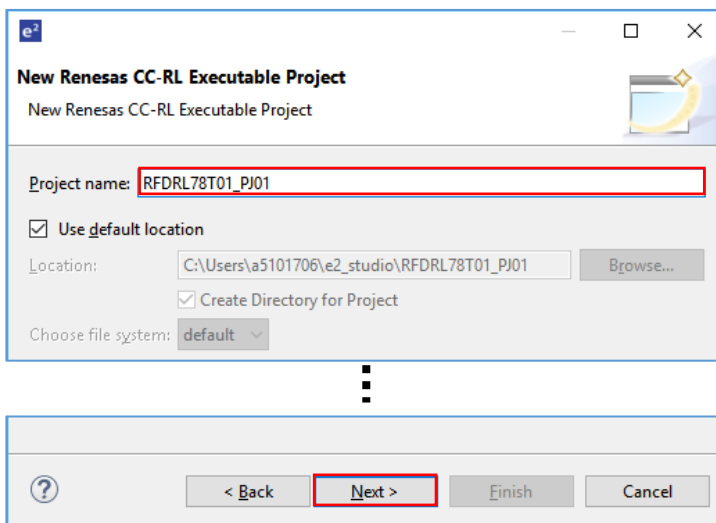 e²
New Renesas CC-RL Executable Project
New Renesas CC-RL Executable Project
Project name: RFDRL78T01_PJ01
Use default location
Location: C:\Users\a5101706\e2_studio\RFDRL78T01_PJ01 Browse...
Create Directory for Project
Choose file system: default
? < Back Next > Finish Cancel